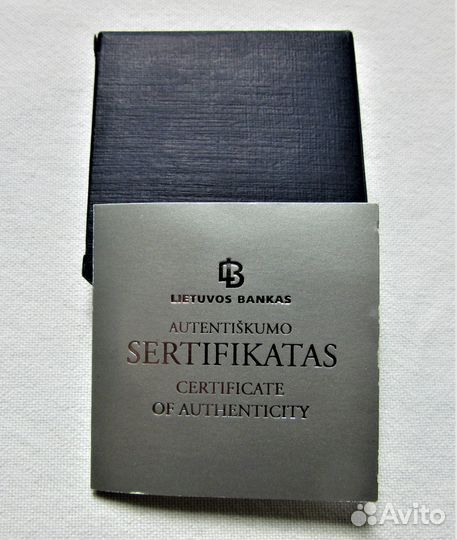 LB
LIETUVOS BANKAS
AUTENTIŠKUMO
SERTIFIKATAS
CERTIFICATE
OF AUTHENTICITY
Avito